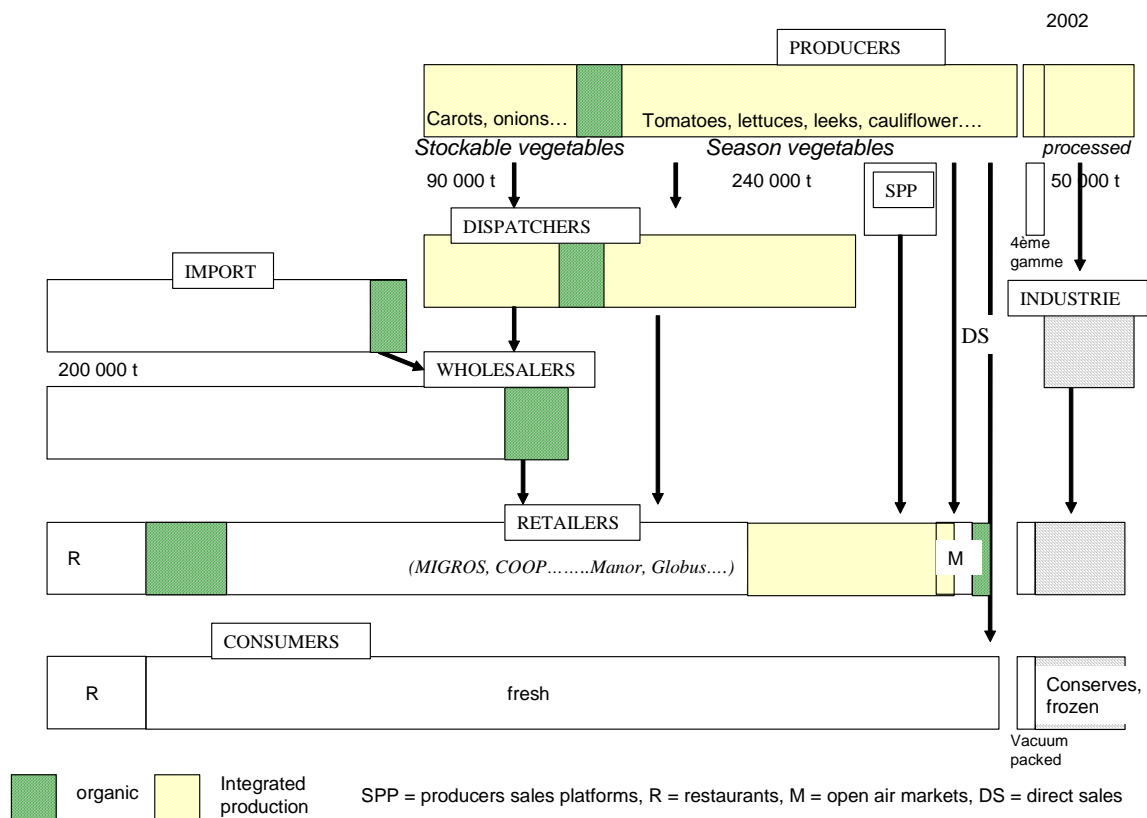 2002
PRODUCERS
Carots, onions…
Tomatoes, lettuces, leeks, cauliflower….
Stockable vegetables
Season vegetables
processed
90 000 t
240 000 t
SPP
50 000 t
DISPATCHERS
4ème
gamme
IMPORT
INDUSTRIE
DS
200 000 t
WHOLESALERS
RETAILERS
R
(MIGROS, COOP……..Manor, Globus….)
M
CONSUMERS
R
fresh
Conserves,
frozen
Vacuum
packed
organic
Integrated
production
SPP = producers sales platforms, R = restaurants, M = open air markets, DS = direct sales